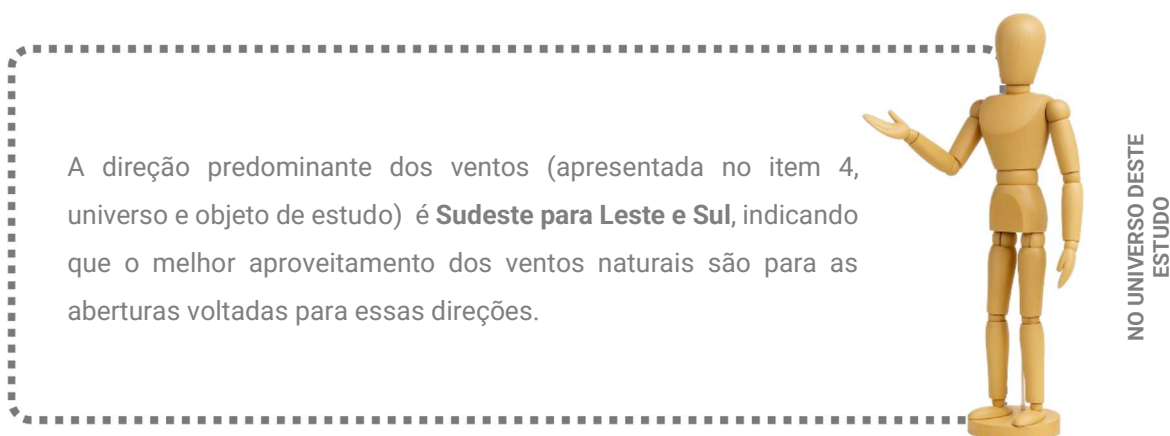 A direção predominante dos ventos (apresentada no item 4,
universo e objeto de estudo) é Sudeste para Leste e Sul, indicando
que o melhor aproveitamento dos ventos naturais são para as
aberturas voltadas para essas direções.
NO UNIVERSO DESTE
ESTUDO